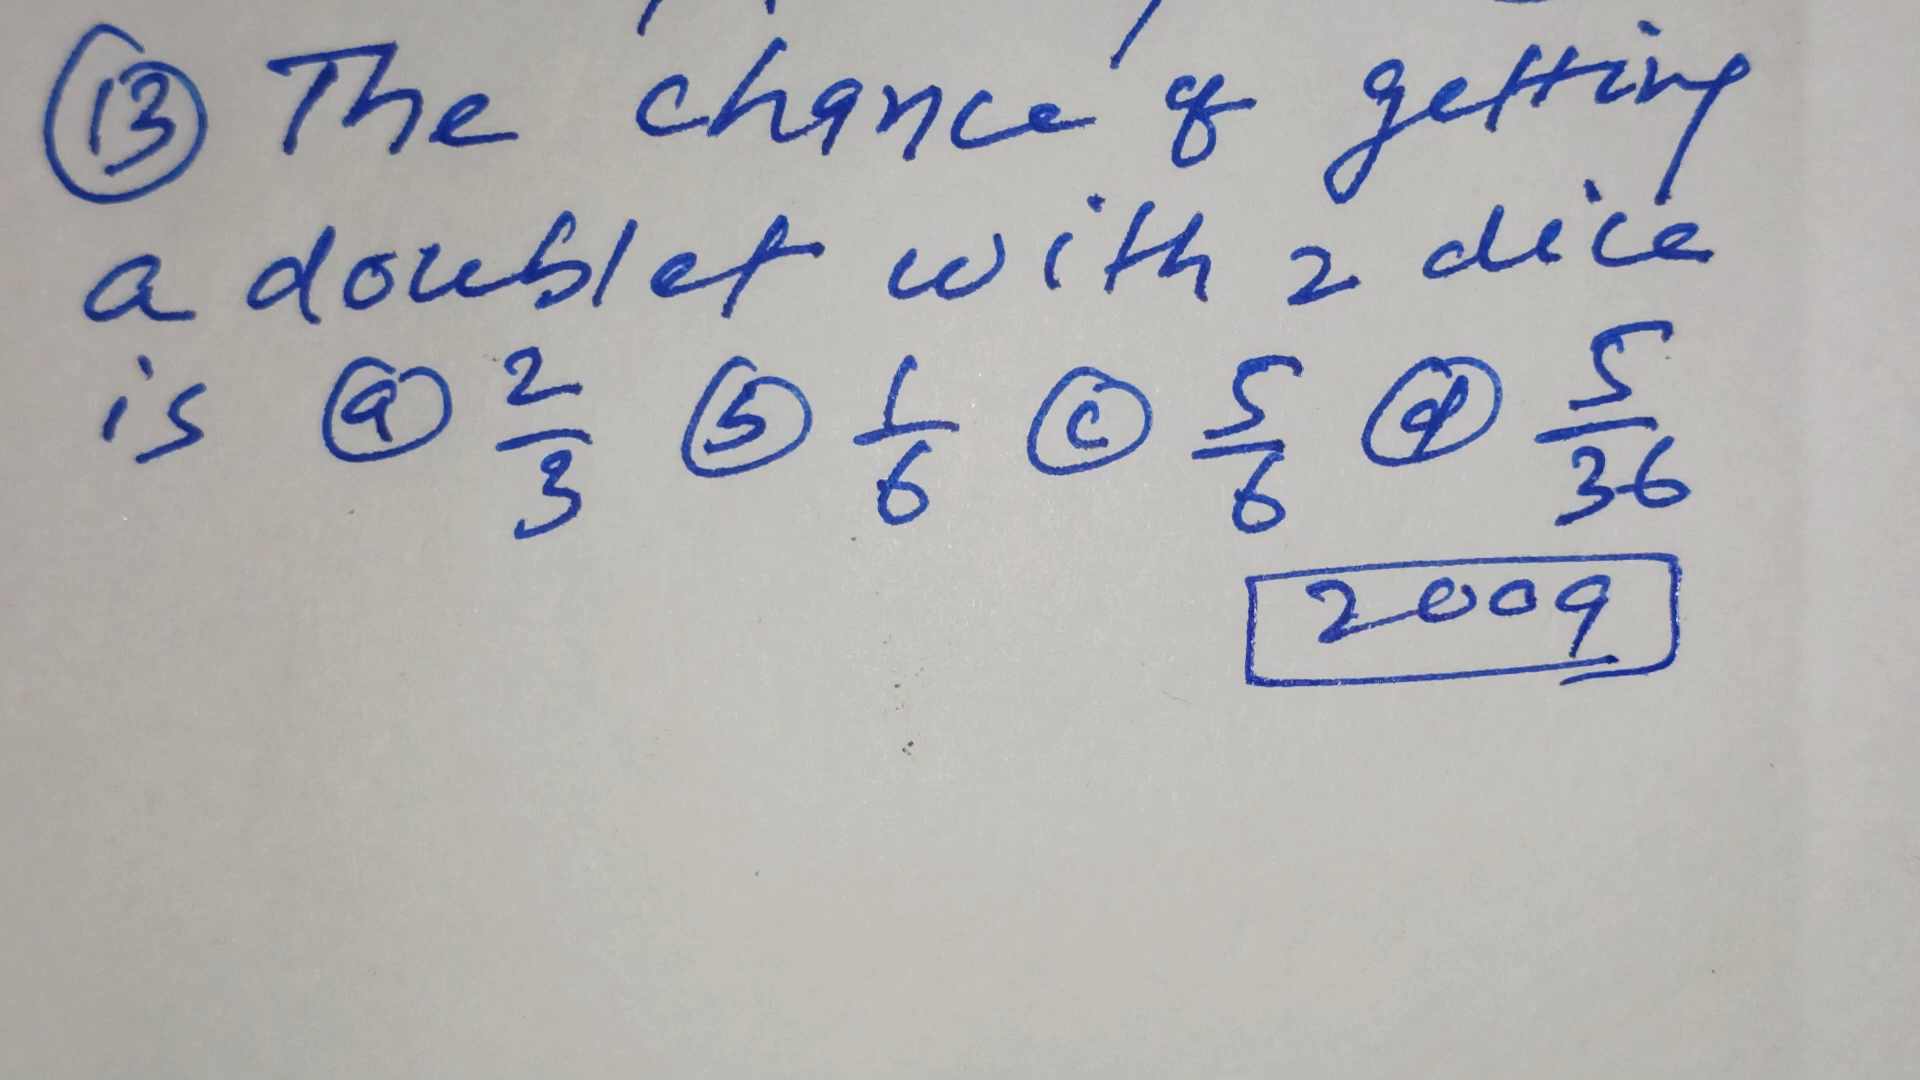 (13) The chance of getting
a doublet with 2 dice
is (a) 2/3 (b) 1/6 (c) 5/6 (d) 5/36
2009